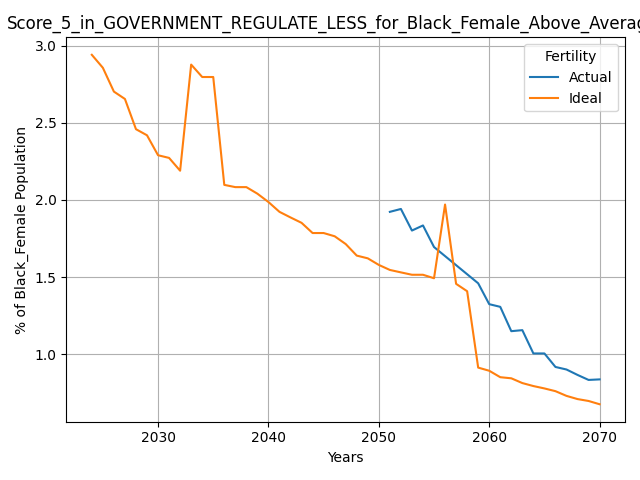 Score_5_in_GOVERNMENT_REGULATE_LESS_for_Black_Female_Above_Averag
3.0
2.5
2.0
1.5
1.0
% of Black_Female Population
Fertility
Actual
Ideal
2030
2040
2050
2060
2070
Years